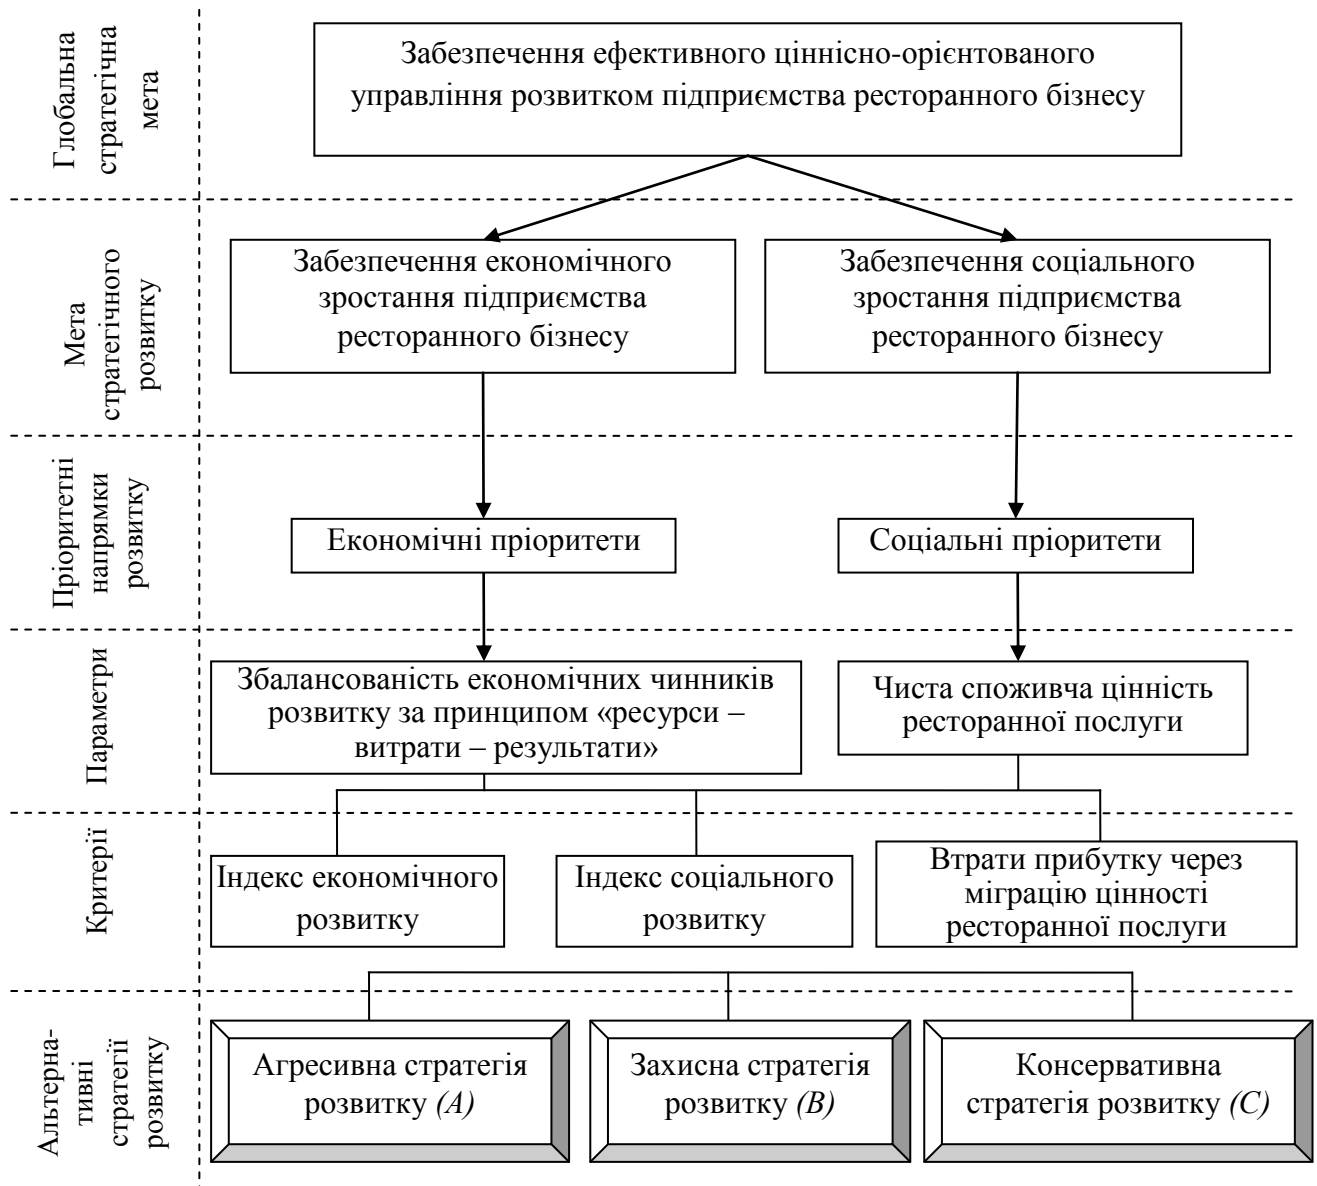 Глобальна
стратегічна
мета
Забезпечення ефективного ціннісно-орієнтованого
управління розвитком підприємства ресторанного бізнесу
Мета
стратегічного
розвитку
Забезпечення економічного
зростання підприємства
ресторанного бізнесу
Забезпечення соціального
зростання підприємства
ресторанного бізнесу
Пріоритетні
напрямки
розвитку
Економічні пріоритети
Соціальні пріоритети
Параметри
Збалансованість економічних чинників
розвитку за принципом «ресурси –
витрати – результати»
Чиста споживча цінність
ресторанної послуги
Критерії
Індекс економічного
розвитку
Індекс соціального
розвитку
Втрати прибутку через
міграцію цінності
ресторанної послуги
Альтерна-
тивні
стратегії
розвитку
Агресивна стратегія
розвитку (A)
Захисна стратегія
розвитку (B)
Консервативна
стратегія розвитку (C)